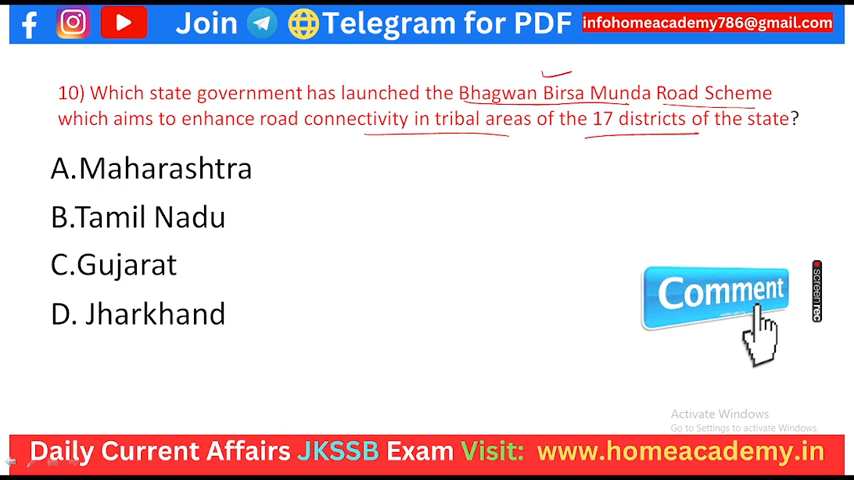 Join Telegram for PDF infohomeacademy786@gmail.com
10) Which state government has launched the Bhagwan Birsa Munda Road Scheme
which aims to enhance road connectivity in tribal areas of the 17 districts of the state?
A.Maharashtra
B.Tamil Nadu
C.Gujarat
D. Jharkhand
Comment
screenrec
Activate Windows
Go to Settings to activate Windows.
Daily Current Affairs JKSSB Exam Visit: www.homeacademy.in